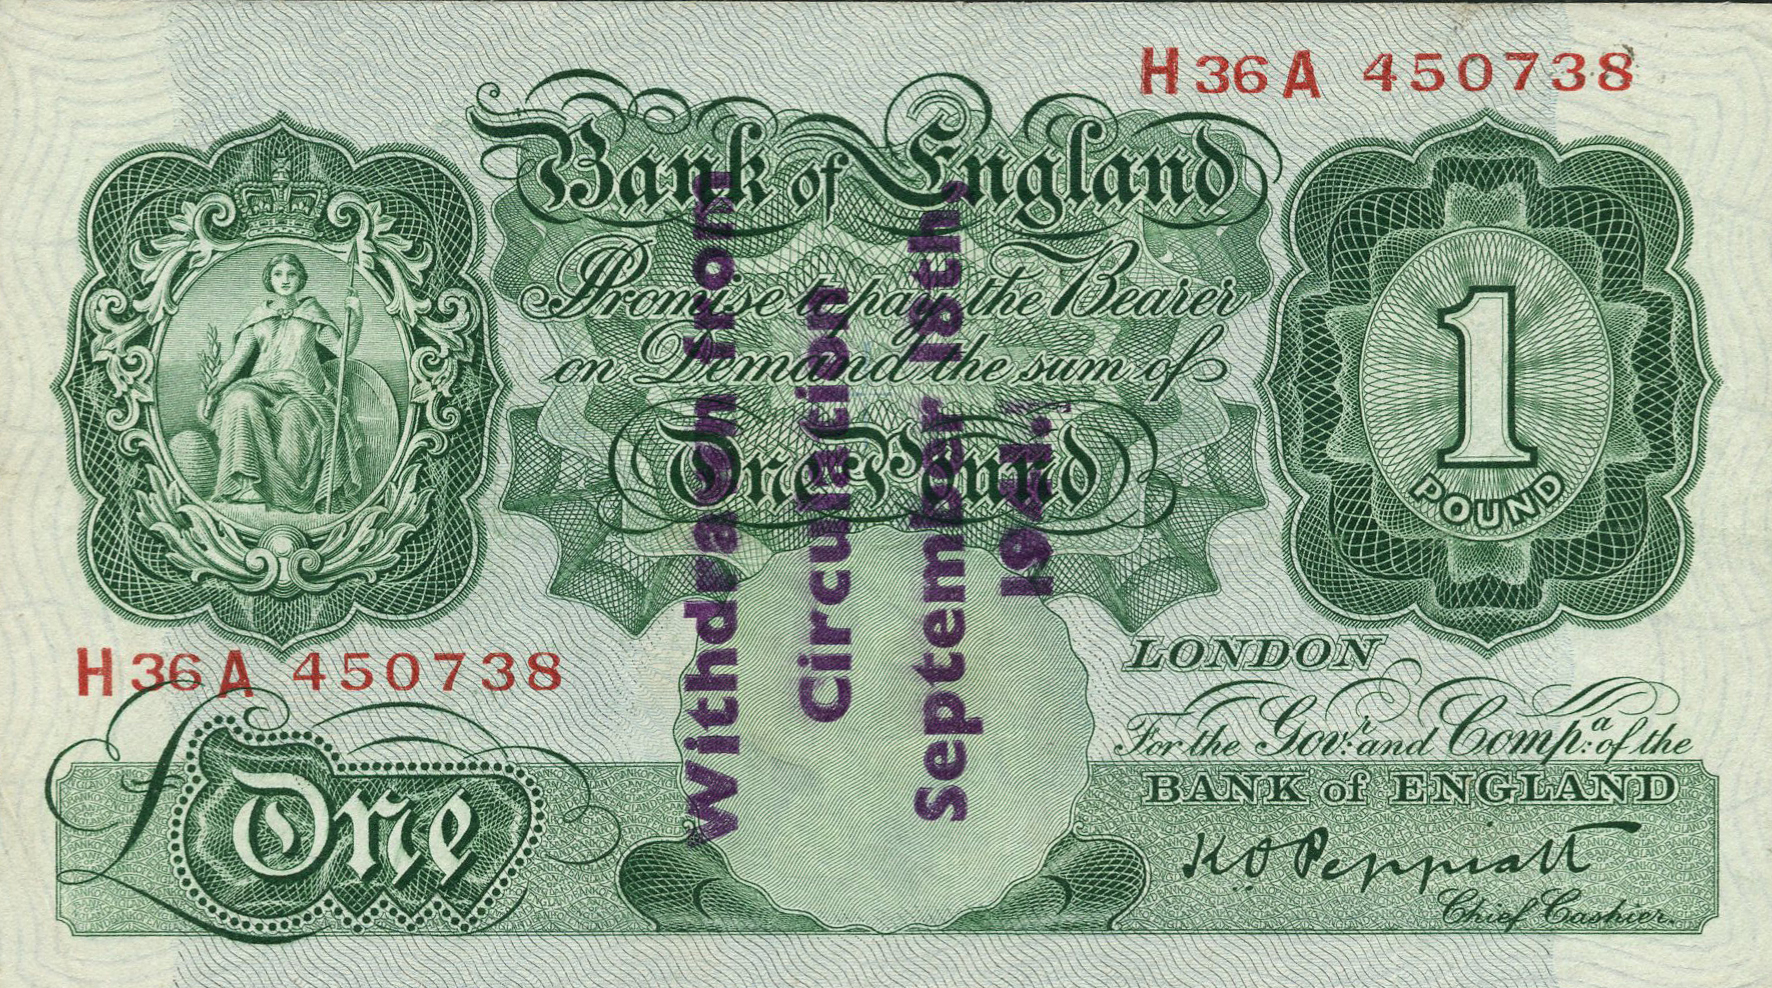 H36A 450738
Bank of England
Promise to pay the Bearer
on Demand the sum of
One Pound
1
POUND
Withdrawn from
Circulation
September 18th,
1941.
H36A 450738
LONDON
For the Gov.r and Comp.a of the
BANK of ENGLAND
£One
K O Peppiatt
Chief Cashier.